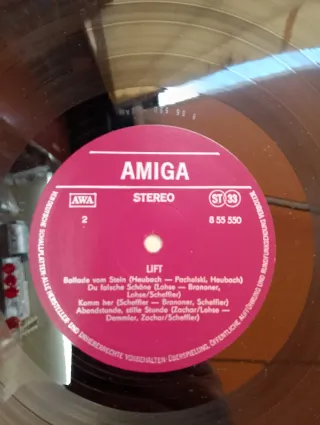 AMIGA
AWA
STEREO
ST 33
2
8 55 550
LIFT
Ballade vom Stein (Heubach — Pachalski, Heubach)
Du falsche Schöne (Lohse — Branoner,
Lohse/Scheffler)
Komm her (Scheffler — Branoner, Scheffler)
Abendstunde, stille Stunde (Zachar/Lohse —
Demmler, Zachar/Scheffler)